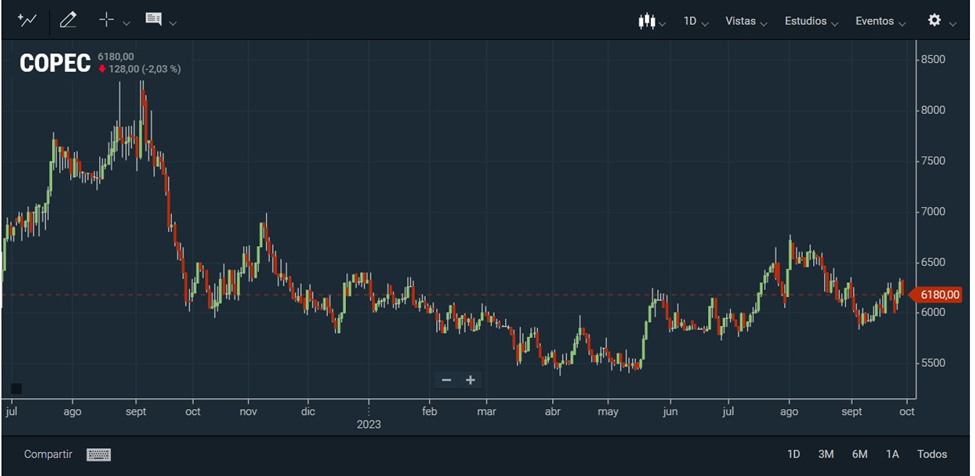 1D Vistas Estudios Eventos
COPEC 6180,00
128,00 (-2,03 %)
8500
8000
7500
7000
6500
6180,00
6000
5500
jul ago sept oct nov dic feb mar abr may jun jul ago sept oct
2023
Compartir 1D 3M 6M 1A Todos